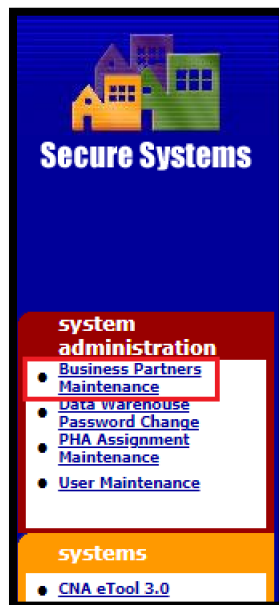 Secure Systems
system
administration
Business Partners
Maintenance
Data Warehouse
Password Change
PHA Assignment
Maintenance
User Maintenance
systems
CNA eTool 3.0